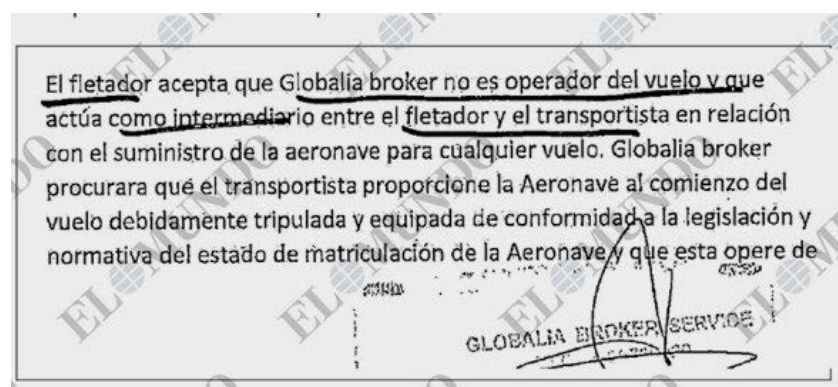 El fletador acepta que Globalia broker no es operador del vuelo y que
actúa como intermediario entre el fletador y el transportista en relación
con el suministro de la aeronave para cualquier vuelo. Globalia broker
procurara que el transportista proporcione la Aeronave al comienzo del
vuelo debidamente tripulada y equipada de conformidad a la legislación y
normativa del estado de matriculación de la Aeronave y que esta opere de
GLOBALIA BROKER SERVICE
EL MUNDO